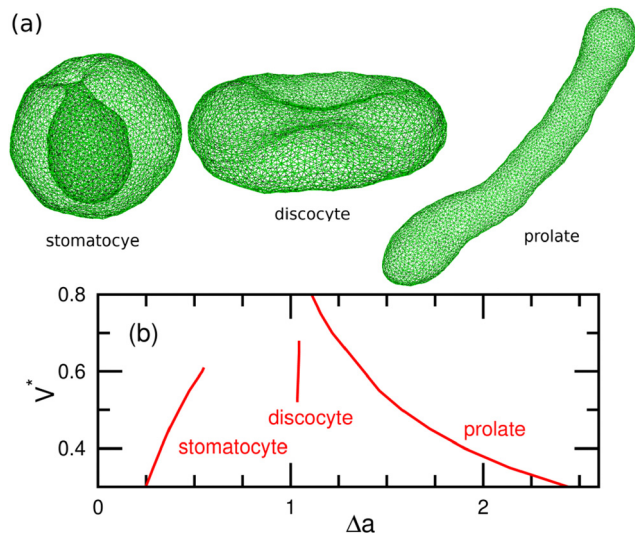 (a)
stomatocye
discocyte
prolate
(b)
0.8
0.6
0.4
V*
stomatocyte
discocyte
prolate
0 1 2
Δa